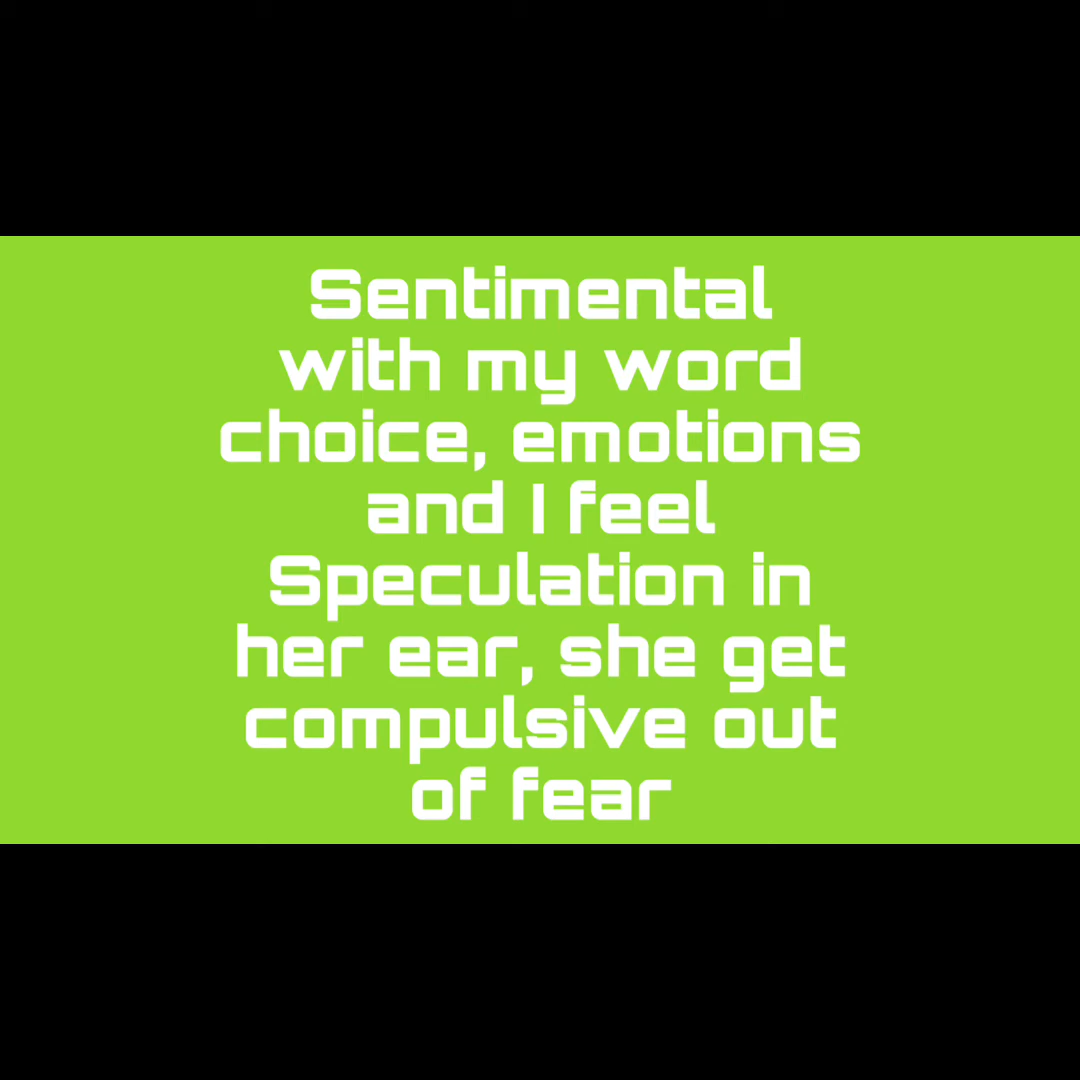 Sentimental
with my word
choice, emotions
and I feel
Speculation in
her ear, she get
compulsive out
of fear